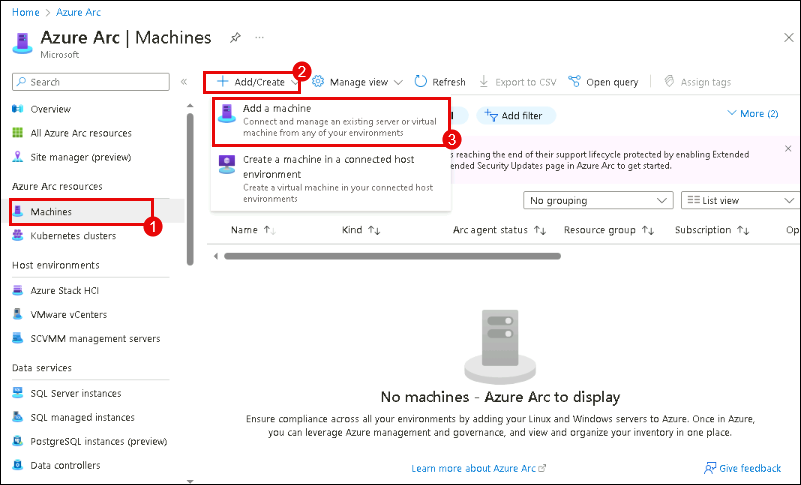 Home > Azure Arc >
Azure Arc | Machines
Microsoft
Search
Overview
All Azure Arc resources
Site manager (preview)
Azure Arc resources
Machines
1
Kubernetes clusters
Host environments
Azure Stack HCI
VMware vCenters
SCVMM management servers
Data services
SQL Server instances
SQL managed instances
PostgreSQL instances (preview)
Data controllers
2
Add/Create Manage view Refresh Export to CSV Open query Assign tags
Add a machine
Connect and manage an existing server or virtual
machine from any of your environments
3
Create a machine in a connected host
environment
Create a virtual machine in your connected host
environments
Add filter
More (2)
s reaching the end of their support lifecycle protected by enabling Extended
nded Security Updates page in Azure Arc to get started.
No grouping List view
Name Kind Arc agent status Resource group Subscription Op
No machines - Azure Arc to display
Ensure compliance across all your environments by adding your Linux and Windows servers to Azure. Once in Azure,
you can leverage Azure management and governance, and view and organize your inventory in one place.
Learn more about Azure Arc
Give feedback